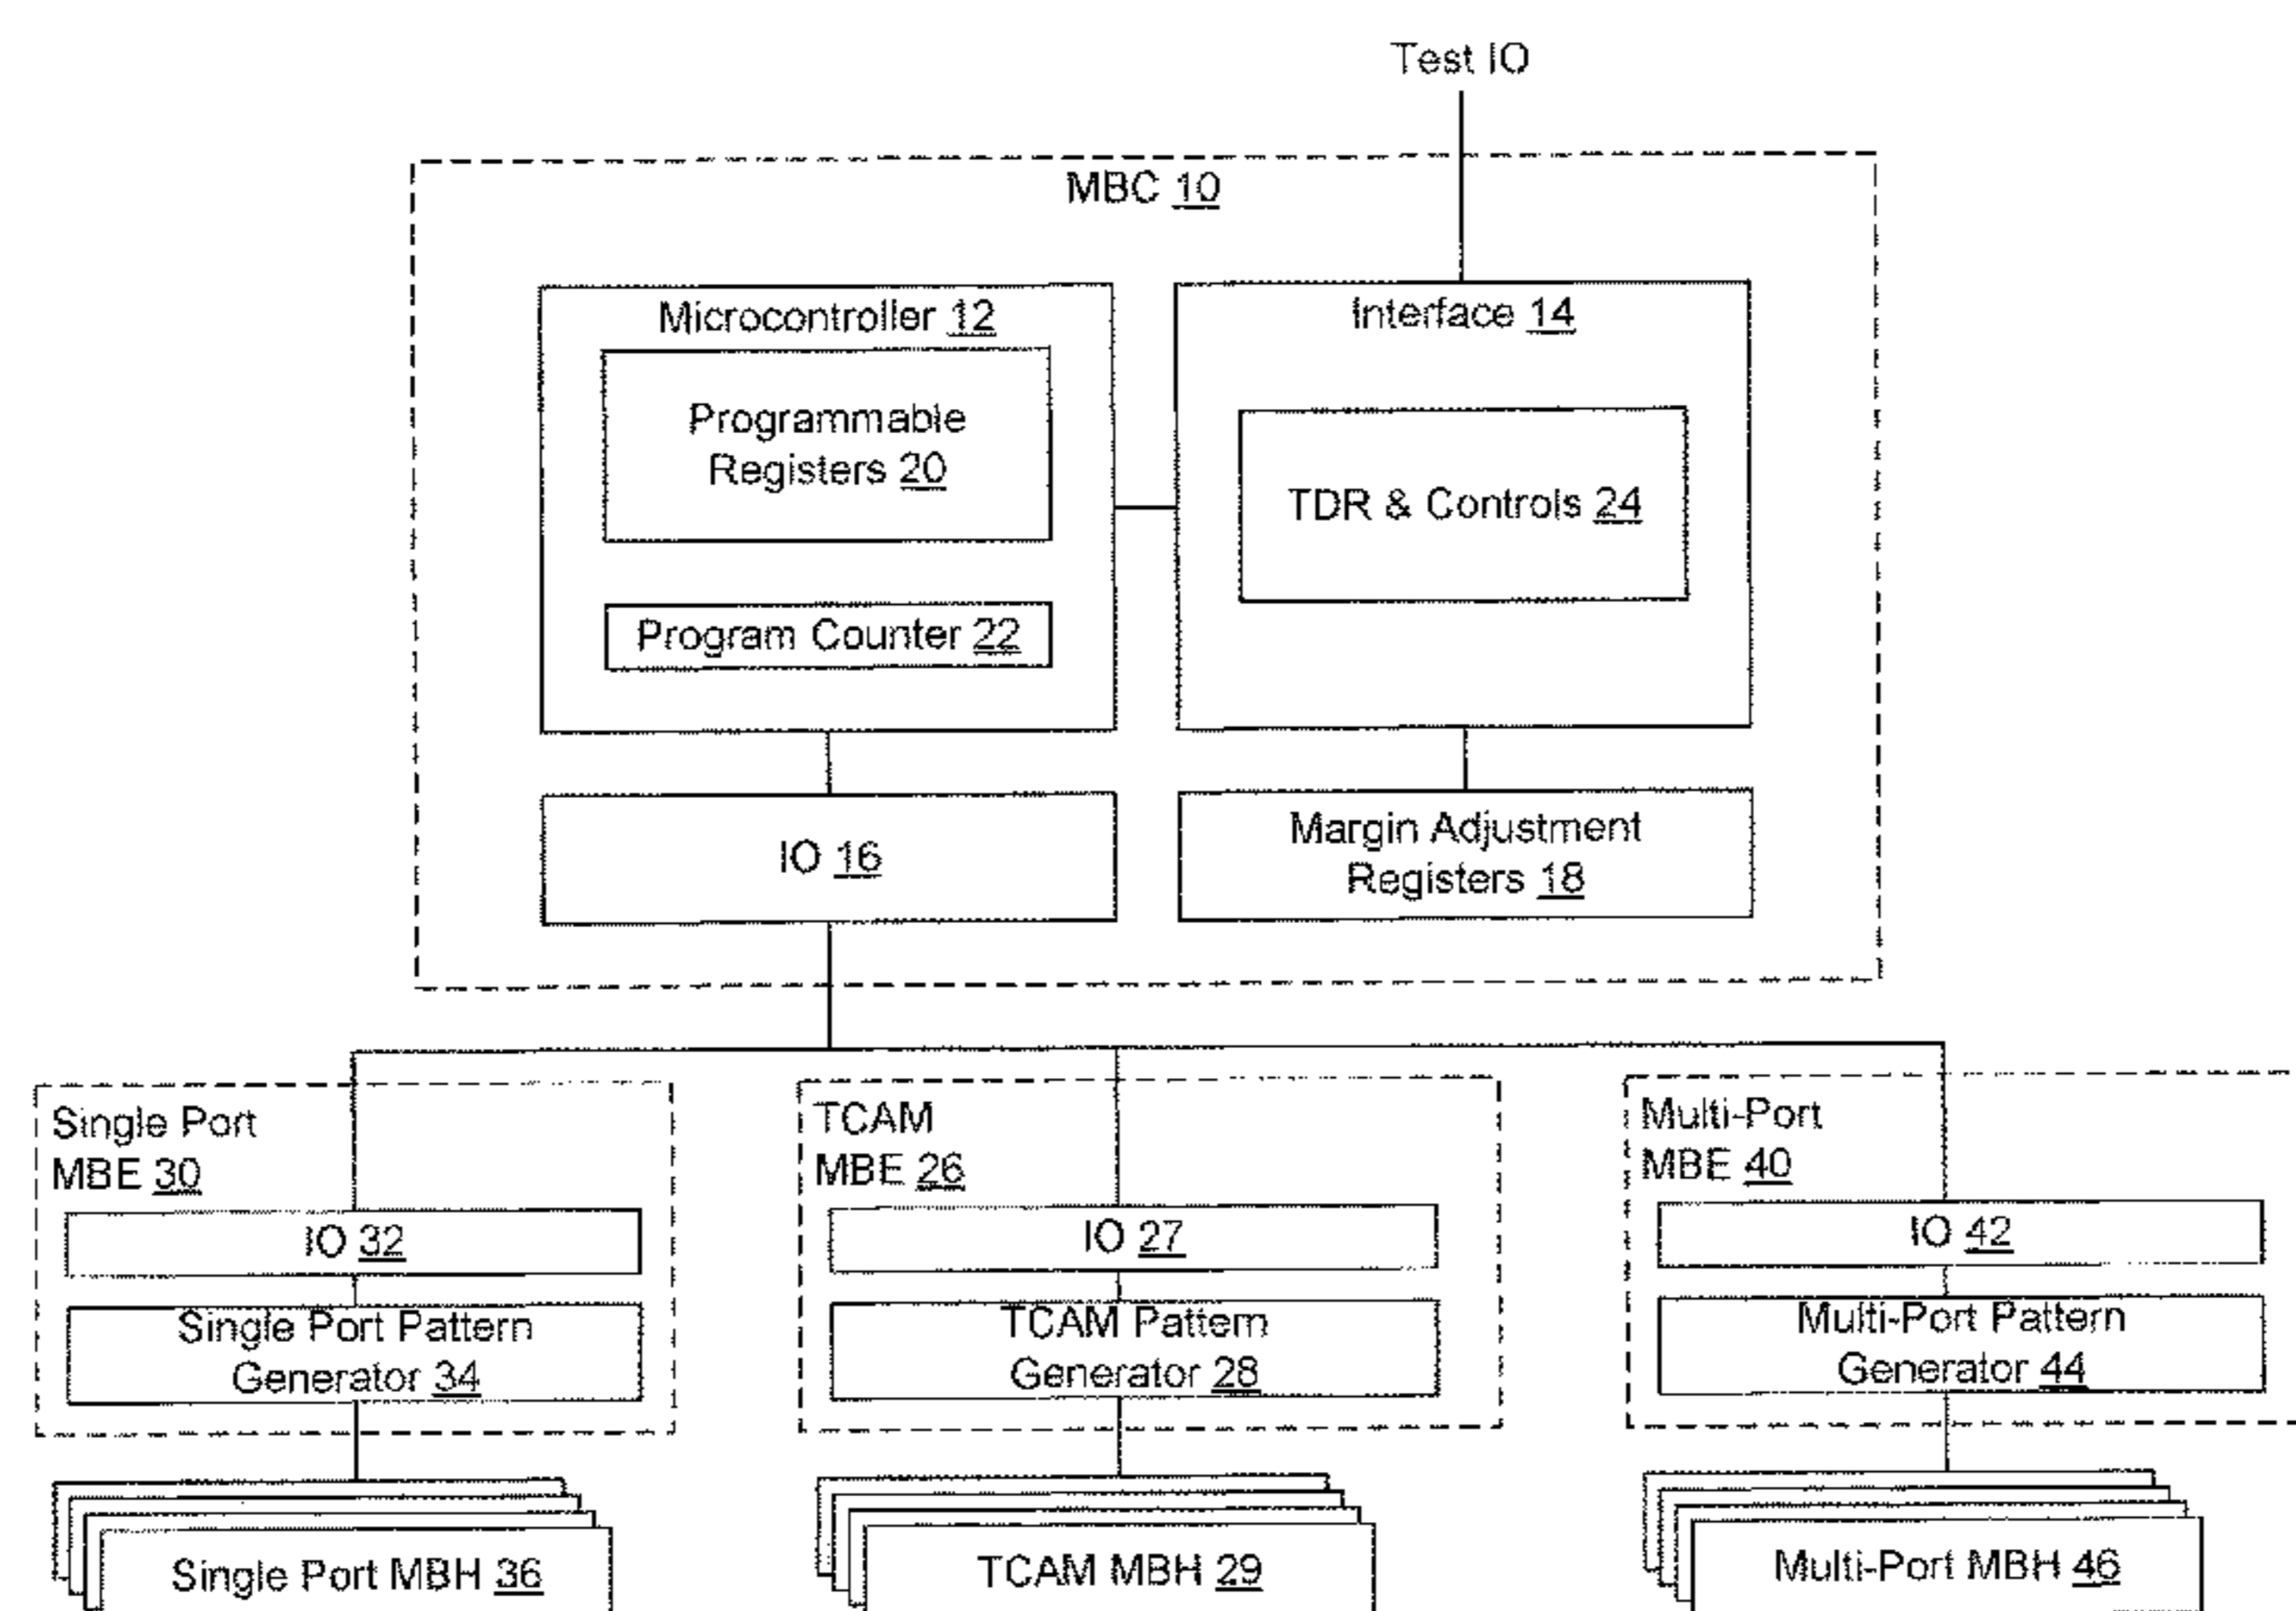 Test IO
MBC 10
Microcontroller 12
Interface 14
Programmable
Registers 20
TDR & Controls 24
Program Counter 22
IO 16
Margin Adjustment
Registers 18
Single Port
MBE 30
IO 32
Single Port Pattern
Generator 34
Single Port MBH 36
TCAM
MBE 26
IO 27
TCAM Pattern
Generator 28
TCAM MBH 29
Multi-Port
MBE 40
IO 42
Multi-Port Pattern
Generator 44
Multi-Port MBH 46